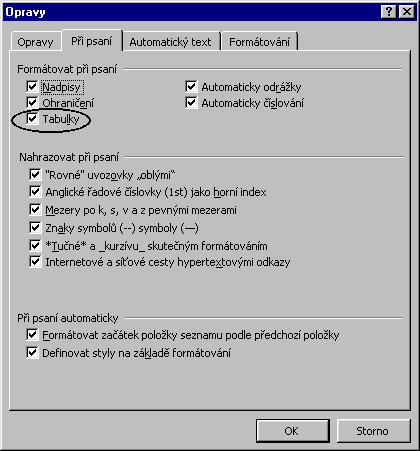 Opravy
Opravy Při psaní Automatický text Formátování
Formátovat při psaní
Nadpisy Automaticky odrážky
Ohraničení Automaticky číslování
Tabulky
Nahrazovat při psaní
"Rovné" uvozovky „oblými“
Anglické řadové číslovky (1st) jako horní index
Mezery po k, s, v a z pevnými mezerami
Znaky symbolů (--) symboly (—)
*Tučné* a _kurzívu_ skutečným formátováním
Internetové a síťové cesty hypertextovými odkazy
Při psaní automaticky
Formátovat začátek položky seznamu podle předchozí položky
Definovat styly na základě formátování
OK Storno